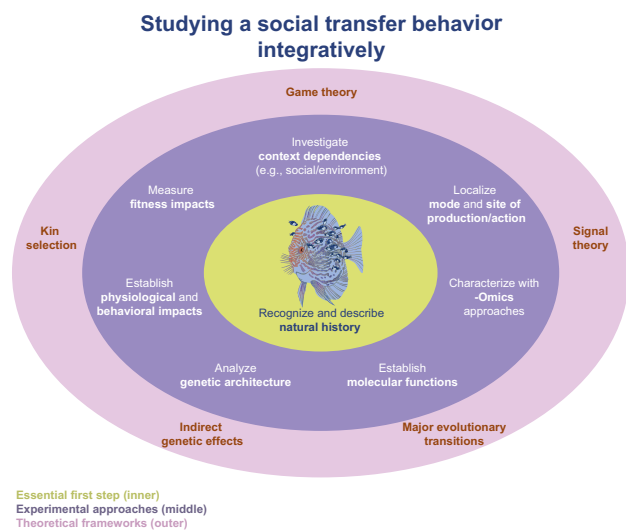 Studying a social transfer behavior
integratively
Game theory
Investigate
context dependencies
(e.g., social/environment)
Measure
fitness impacts
Localize
mode and site of
production/action
Kin
selection
Signal
theory
Establish
physiological and
behavioral impacts
Characterize with
-Omics
approaches
Recognize and describe
natural history
Analyze
genetic architecture
Establish
molecular functions
Indirect
genetic effects
Major evolutionary
transitions
Essential first step (inner)
Experimental approaches (middle)
Theoretical frameworks (outer)